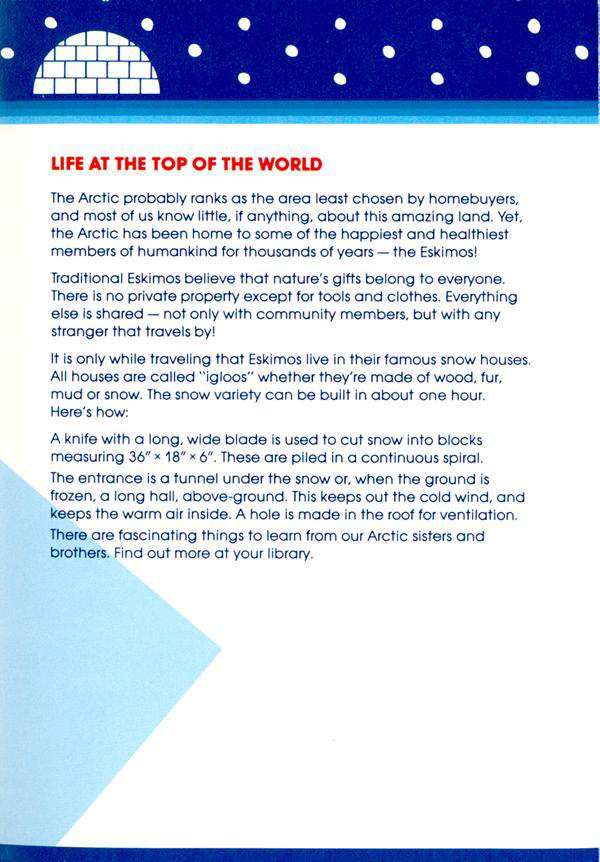 LIFE AT THE TOP OF THE WORLD
The Arctic probably ranks as the area least chosen by homebuyers,
and most of us know little, if anything, about this amazing land. Yet,
the Arctic has been home to some of the happiest and healthiest
members of humankind for thousands of years — the Eskimos!
Traditional Eskimos believe that nature's gifts belong to everyone.
There is no private property except for tools and clothes. Everything
else is shared — not only with community members, but with any
stranger that travels by!
It is only while traveling that Eskimos live in their famous snow houses.
All houses are called "igloos" whether they're made of wood, fur,
mud or snow. The snow variety can be built in about one hour.
Here's how:
A knife with a long, wide blade is used to cut snow into blocks
measuring 36" × 18" × 6". These are piled in a continuous spiral.
The entrance is a tunnel under the snow or, when the ground is
frozen, a long hall, above-ground. This keeps out the cold wind, and
keeps the warm air inside. A hole is made in the roof for ventilation.
There are fascinating things to learn from our Arctic sisters and
brothers. Find out more at your library.